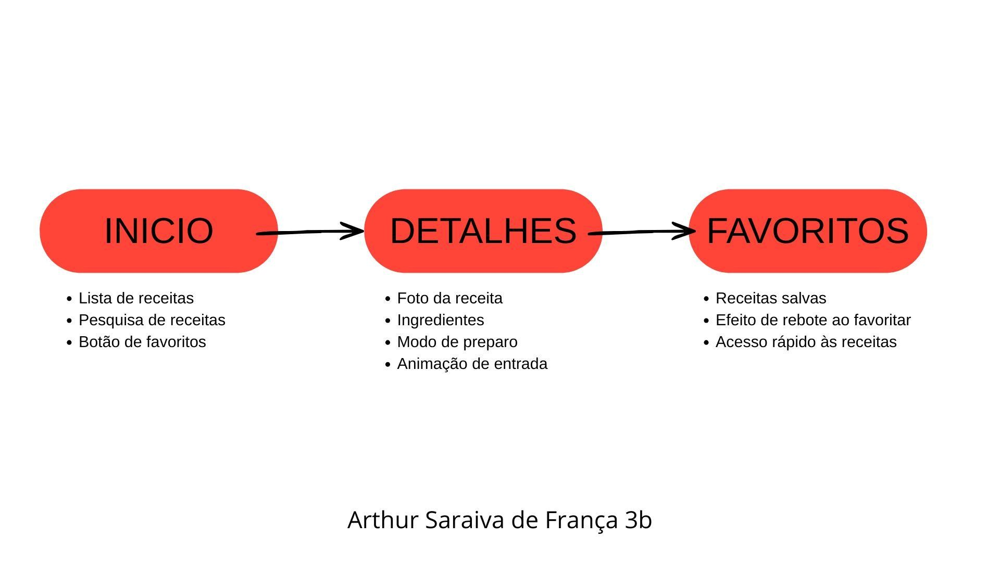 INICIO
DETALHES
FAVORITOS
Lista de receitas
Pesquisa de receitas
Botão de favoritos
Foto da receita
Ingredientes
Modo de preparo
Animação de entrada
Receitas salvas
Efeito de rebote ao favoritar
Acesso rápido às receitas
Arthur Saraiva de França 3b